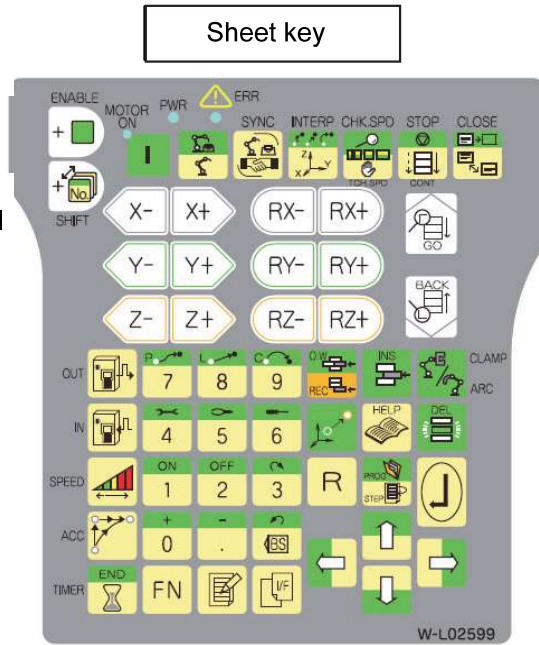 Sheet key
ENABLE
MOTOR ON
PWR
ERR
SYNC
INTERP
CHK.SPD
STOP
CLOSE
+
I
Z
X
Y
TCH.SPD
CONT
+ No.
SHIFT
X- X+ RX- RX+
GO
Y- Y+ RY- RY+
BACK
Z- Z+ RZ- RZ+
OUT
P
7
L
8
C
9
O.W
REC
INS
CLAMP
ARC
IN
4
5
6
HELP
DEL
SPEED
ON
1
OFF
2
3
R
PROG
STEP
ACC
+
0
-
.
BS
TIMER
END
FN
I/F
W-L02599